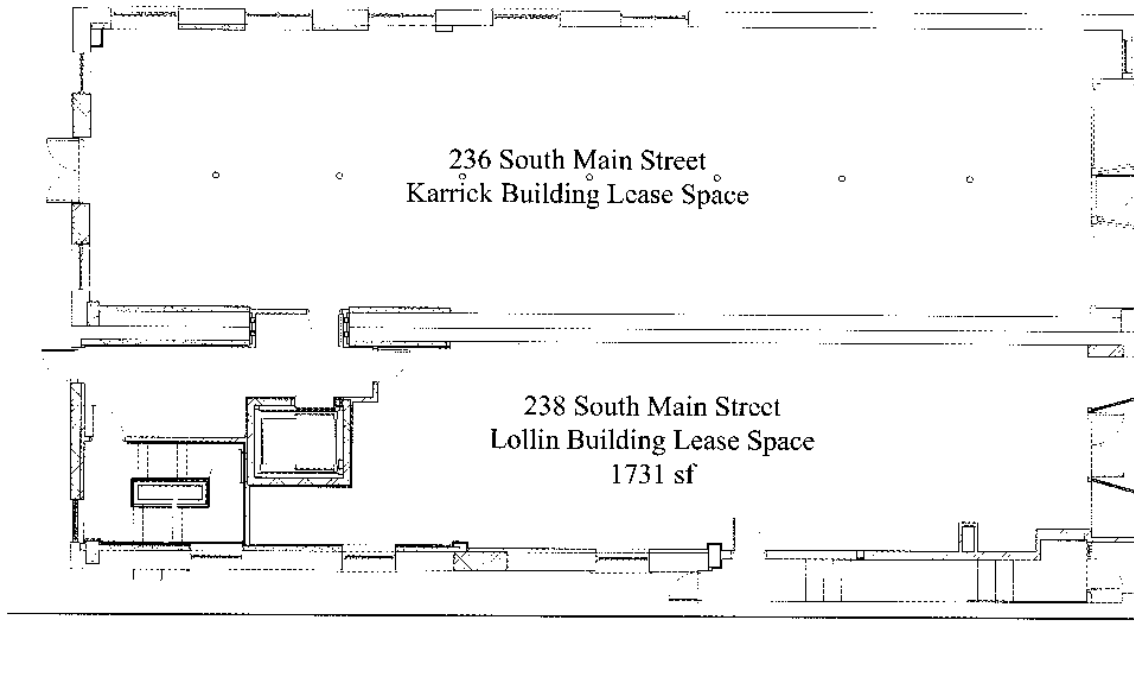 236 South Main Street
Karrick Building Lease Space
238 South Main Street
Lollin Building Lease Space
1731 sf